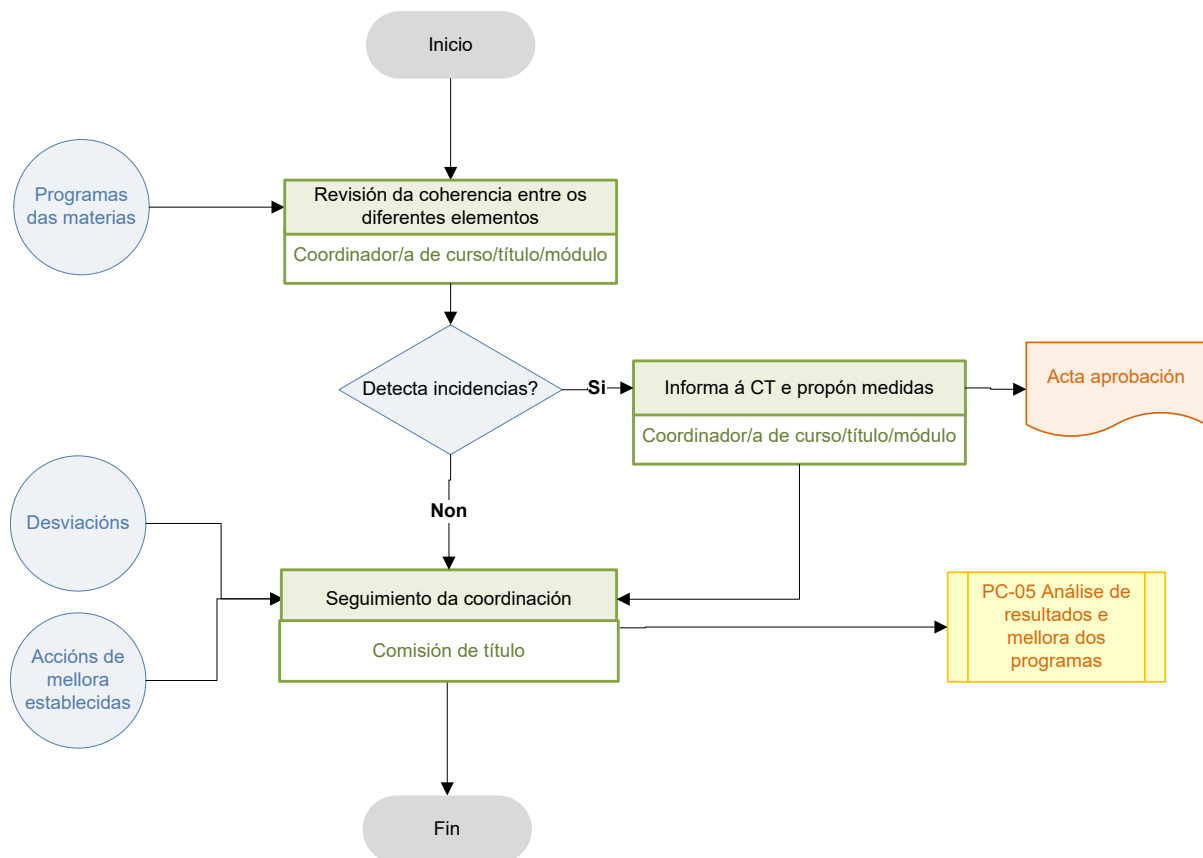 Inicio
Programas
das materias
Revisión da coherencia entre os
diferentes elementos
Coordinador/a de curso/título/módulo
Detecta incidencias?
Si
Informa á CT e propón medidas
Coordinador/a de curso/título/módulo
Acta aprobación
Non
Desviacións
Seguimiento da coordinación
Comisión de título
Accións de
mellora
establecidas
PC-05 Análise de
resultados e
mellora dos
programas
Fin